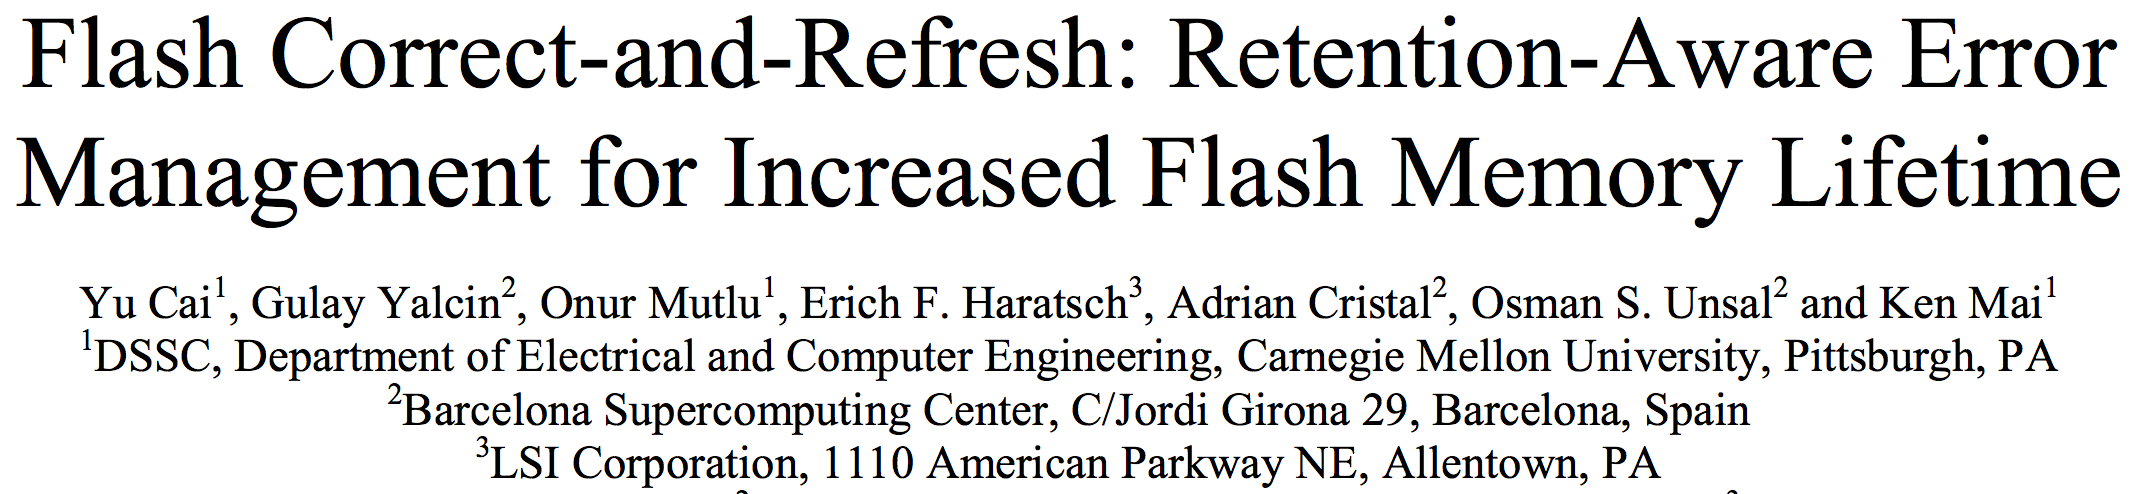 Flash Correct-and-Refresh: Retention-Aware Error
Management for Increased Flash Memory Lifetime
Yu Cai¹, Gulay Yalcin², Onur Mutlu¹, Erich F. Haratsch³, Adrian Cristal², Osman S. Unsal² and Ken Mai¹
¹DSSC, Department of Electrical and Computer Engineering, Carnegie Mellon University, Pittsburgh, PA
²Barcelona Supercomputing Center, C/Jordi Girona 29, Barcelona, Spain
³LSI Corporation, 1110 American Parkway NE, Allentown, PA